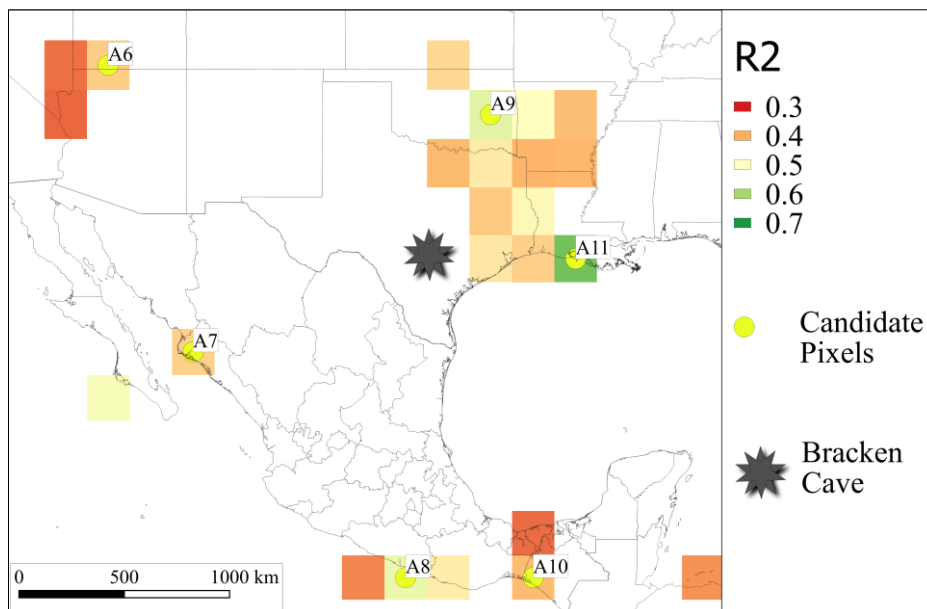 A6
A9
A11
A7
A8
A10
0 500 1000 km
R2
0.3
0.4
0.5
0.6
0.7
Candidate
Pixels
Bracken
Cave